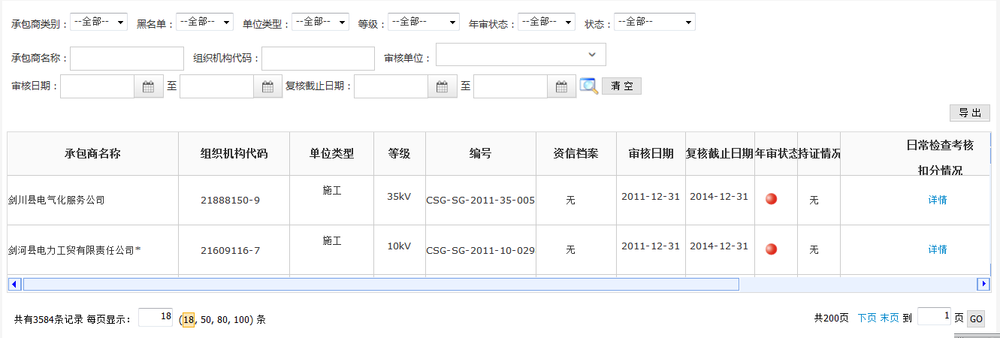 承包商类别： --全部-- 黑名单： --全部-- 单位类型： --全部-- 等级： --全部-- 年审状态： --全部-- 状态： --全部--
承包商名称： 组织机构代码： 审核单位：
审核日期： 至 复核截止日期： 至 清 空
导 出
承包商名称 组织机构代码 单位类型 等级 编号 资信档案 审核日期 复核截止日期 年审状态 持证情况 日常检查考核
扣分情况
剑川县电气化服务公司 21888150-9 施工 35kV CSG-SG-2011-35-005 无 2011-12-31 2014-12-31 无 详情
剑河县电力工贸有限责任公司* 21609116-7 施工 10kV CSG-SG-2011-10-029 无 2011-12-31 2014-12-31 无 详情
共有3584条记录 每页显示： 18 (18, 50, 80, 100) 条 共200页 下页 末页 到 1 页 GO